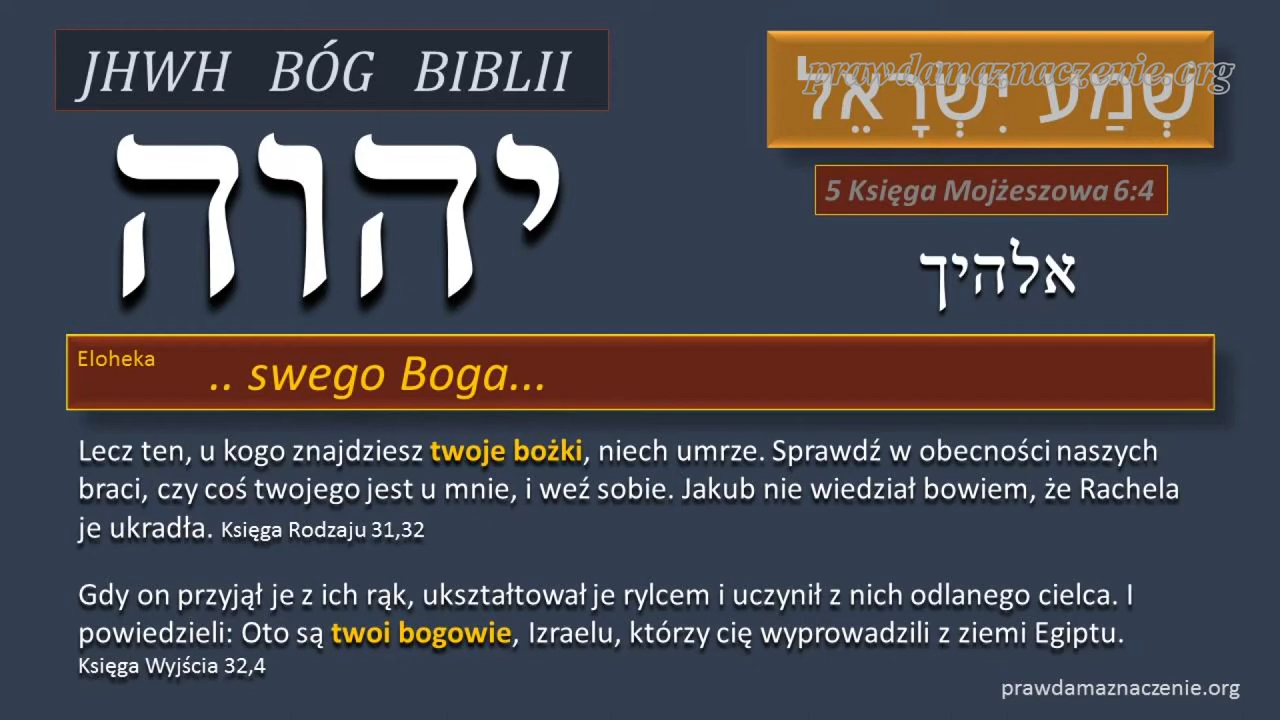 JHWH BÓG BIBLII
prawdamaznaczenie.org
שְׁמַע יִשְׂרָאֵל
יהוה
5 Księga Mojżeszowa 6:4
אלהיך
Eloheka
.. swego Boga...
Lecz ten, u kogo znajdziesz twoje bożki, niech umrze. Sprawdź w obecności naszych
braci, czy coś twojego jest u mnie, i weź sobie. Jakub nie wiedział bowiem, że Rachela
je ukradła. Księga Rodzaju 31,32
Gdy on przyjął je z ich rąk, ukształtował je rylcem i uczynił z nich odlanego cielca. I
powiedzieli: Oto są twoi bogowie, Izraelu, którzy cię wyprowadzili z ziemi Egiptu.
Księga Wyjścia 32,4
prawdamaznaczenie.org